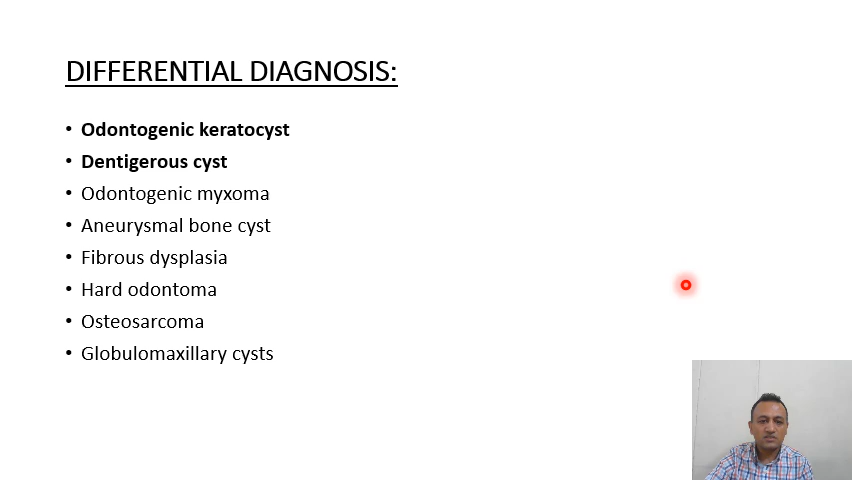 DIFFERENTIAL DIAGNOSIS:
• Odontogenic keratocyst
• Dentigerous cyst
• Odontogenic myxoma
• Aneurysmal bone cyst
• Fibrous dysplasia
• Hard odontoma
• Osteosarcoma
• Globulomaxillary cysts